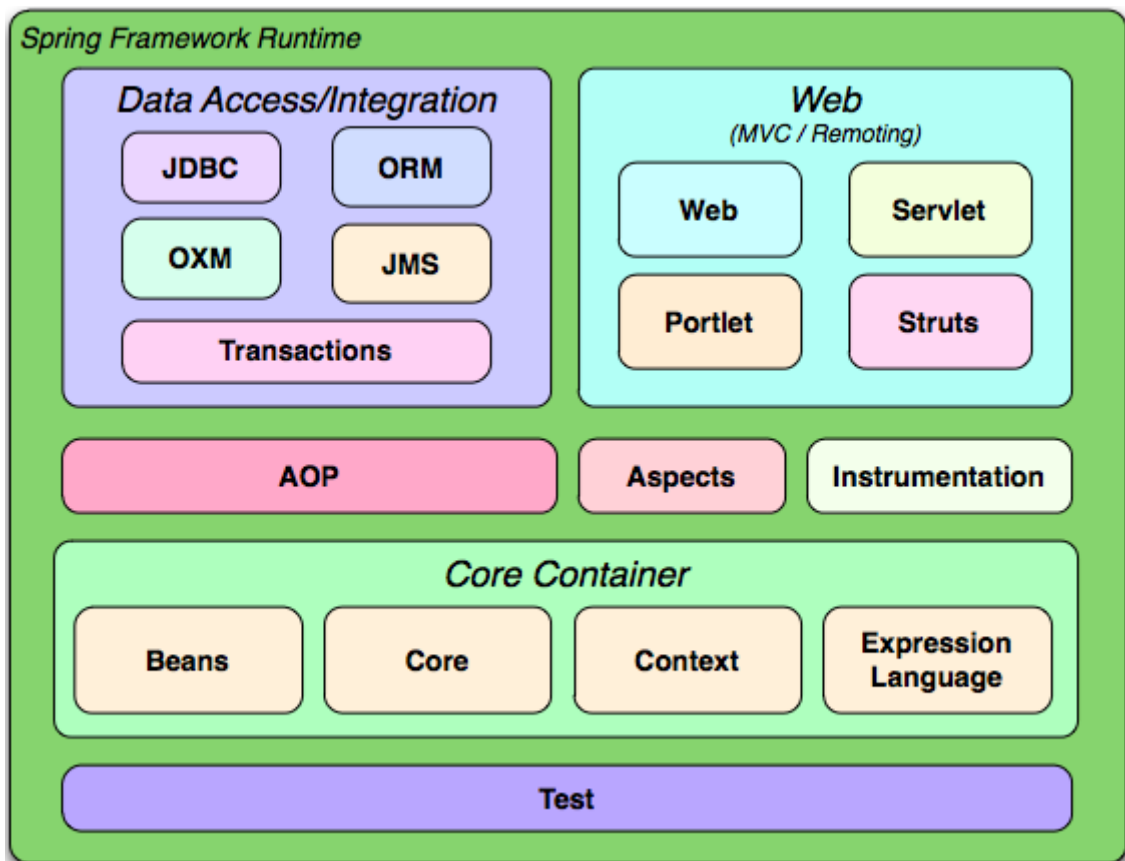 Spring Framework Runtime
Data Access/Integration
JDBC
ORM
OXM
JMS
Transactions
Web
(MVC / Remoting)
Web
Servlet
Portlet
Struts
AOP
Aspects
Instrumentation
Core Container
Beans
Core
Context
Expression
Language
Test